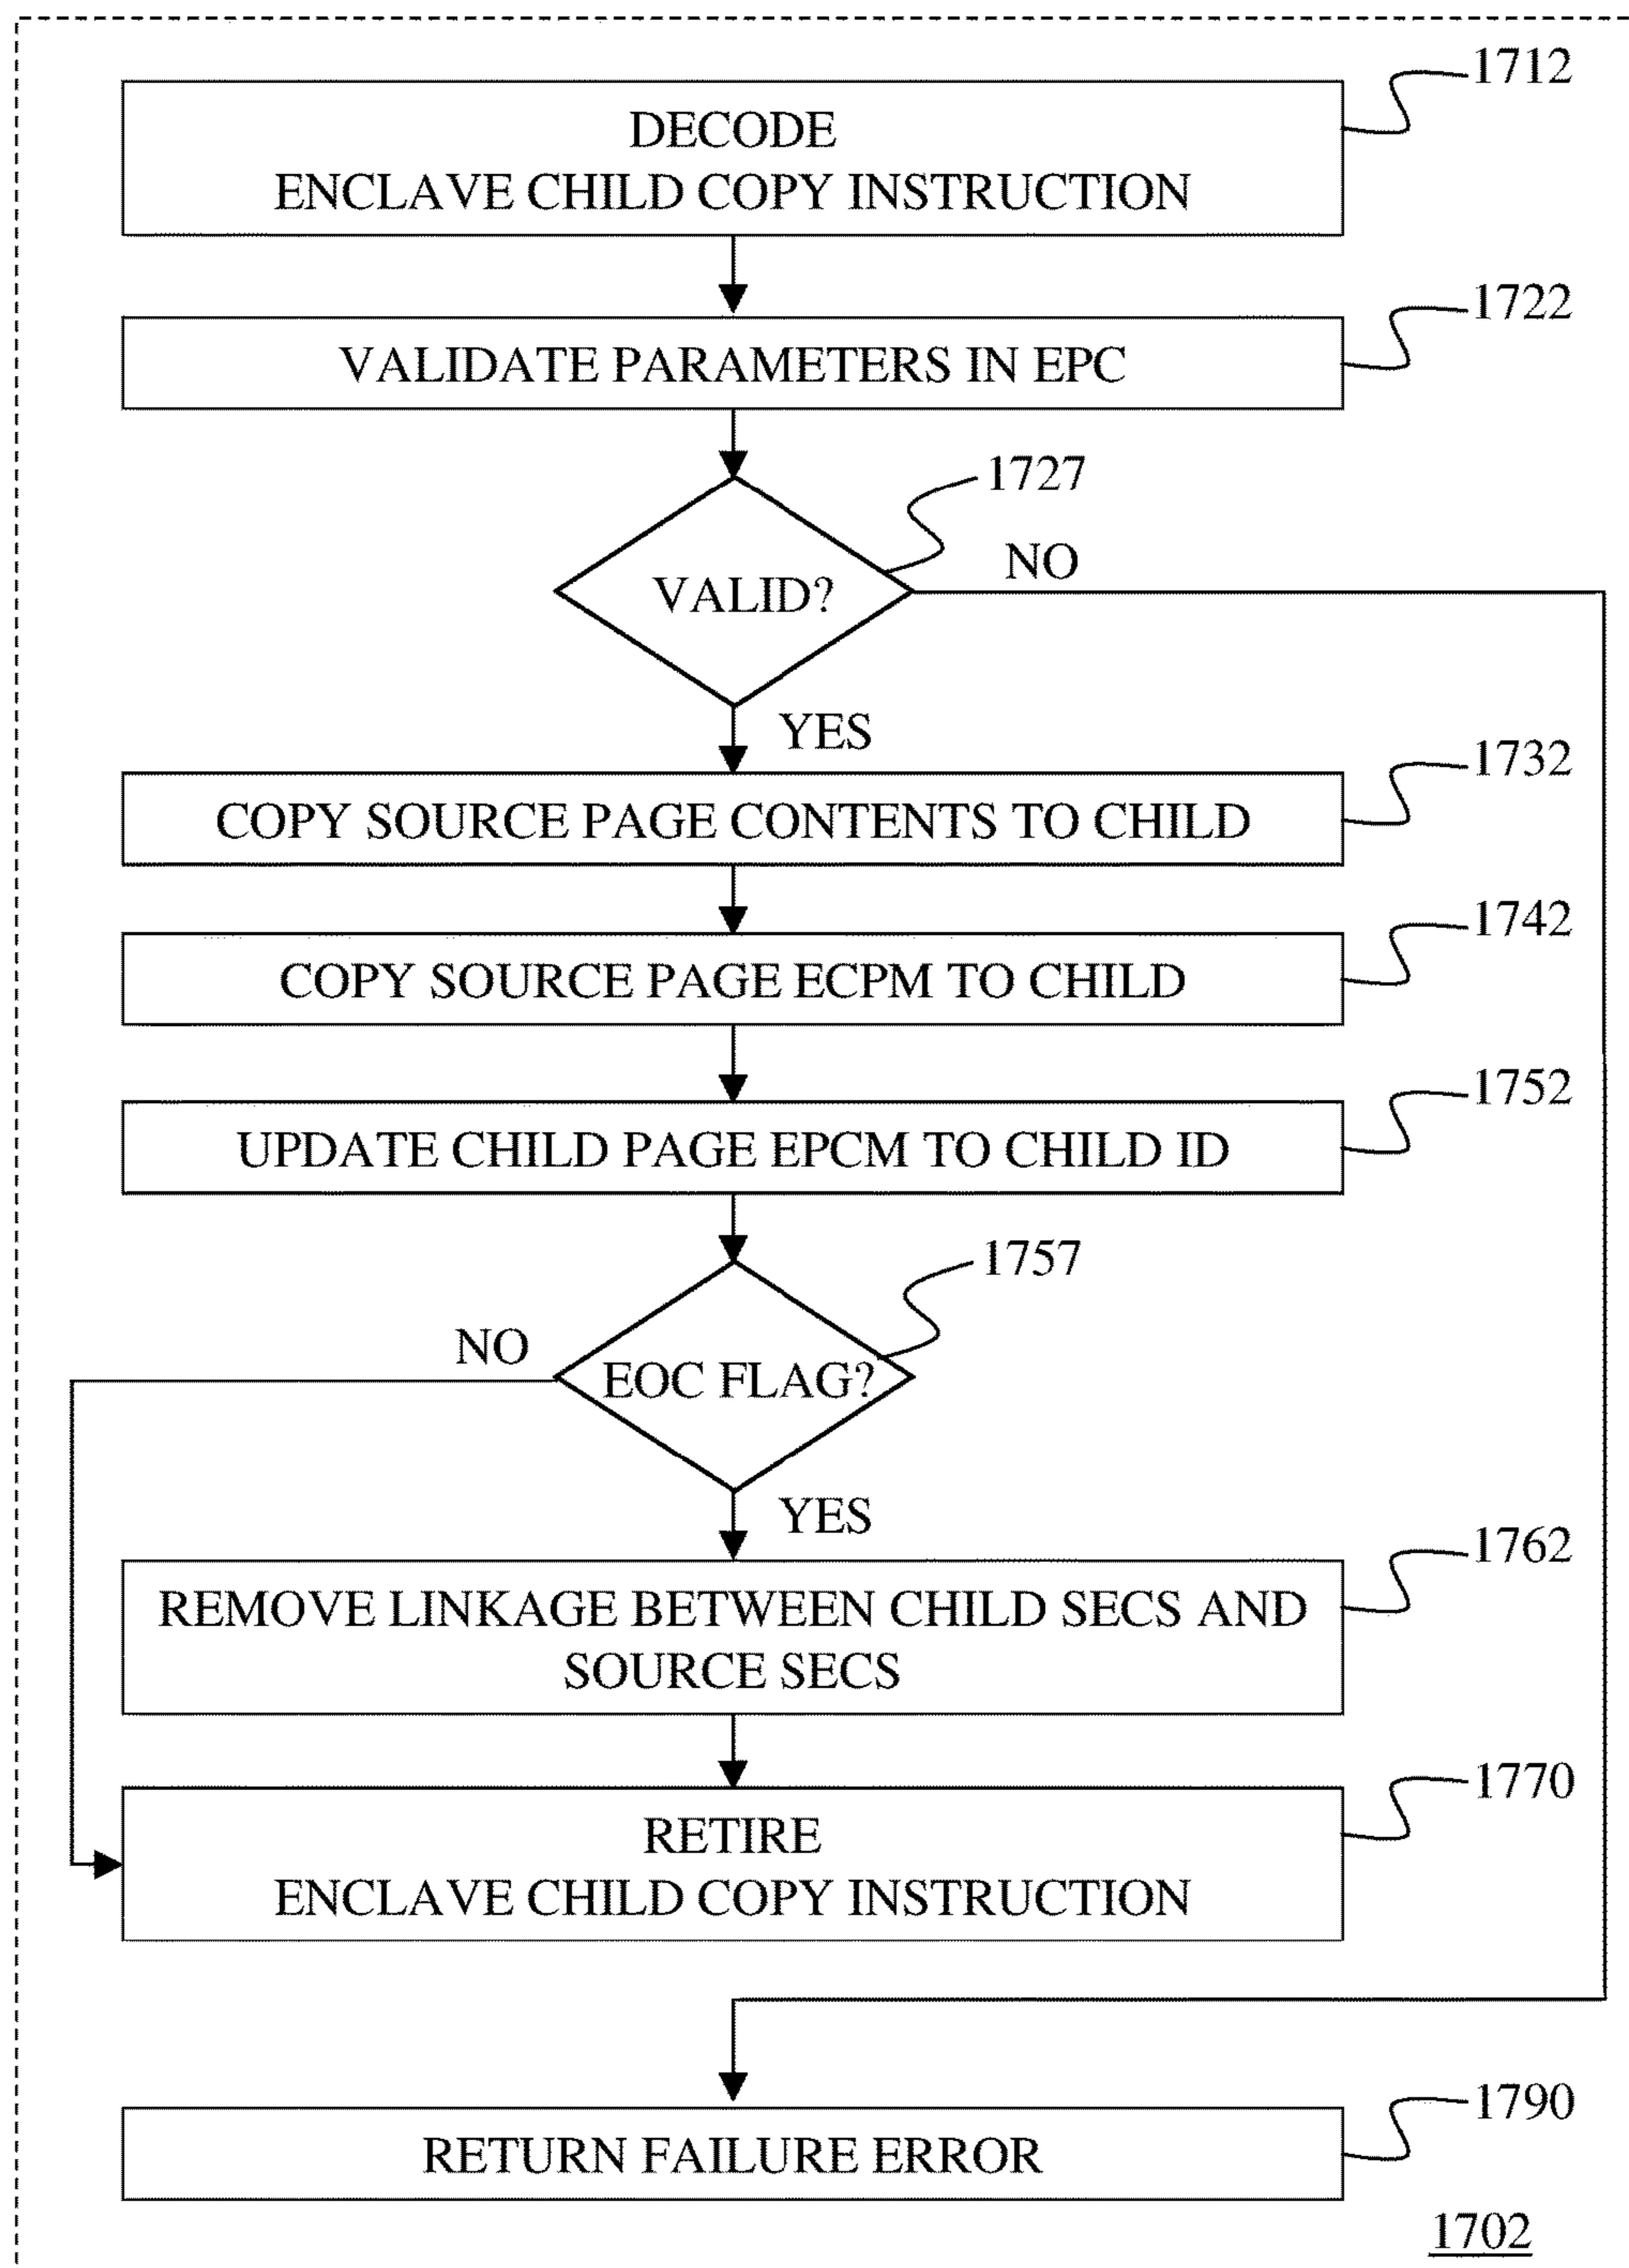 1712
DECODE
ENCLAVE CHILD COPY INSTRUCTION
1722
VALIDATE PARAMETERS IN EPC
1727
VALID?
NO
YES
1732
COPY SOURCE PAGE CONTENTS TO CHILD
1742
COPY SOURCE PAGE ECPM TO CHILD
1752
UPDATE CHILD PAGE EPCM TO CHILD ID
1757
NO
EOC FLAG?
YES
1762
REMOVE LINKAGE BETWEEN CHILD SECS AND
SOURCE SECS
1770
RETIRE
ENCLAVE CHILD COPY INSTRUCTION
1790
RETURN FAILURE ERROR
1702